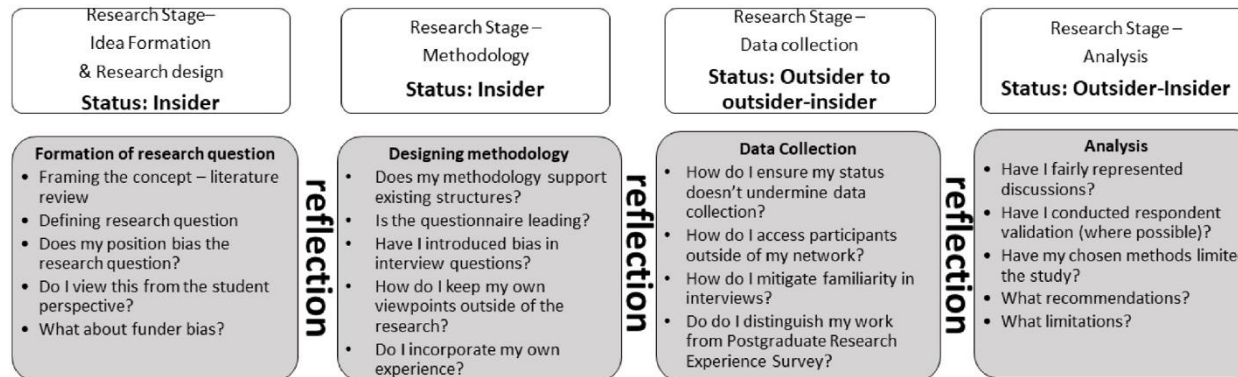 Research Stage–
Idea Formation
& Research design
Status: Insider
Research Stage –
Methodology
Status: Insider
Research Stage –
Data collection
Status: Outsider to
outsider-insider
Research Stage –
Analysis
Status: Outsider-Insider
Formation of research question
• Framing the concept – literature
review
• Defining research question
• Does my position bias the
research question?
• Do I view this from the student
perspective?
• What about funder bias?
reflection
Designing methodology
• Does my methodology support
existing structures?
• Is the questionnaire leading?
• Have I introduced bias in
interview questions?
• How do I keep my own
viewpoints outside of the
research?
• Do I incorporate my own
experience?
reflection
Data Collection
• How do I ensure my status
doesn't undermine data
collection?
• How do I access participants
outside of my network?
• How do I mitigate familiarity in
interviews?
• Do do I distinguish my work
from Postgraduate Research
Experience Survey?
reflection
Analysis
• Have I fairly represented
discussions?
• Have I conducted respondent
validation (where possible)?
• Have my chosen methods limited
the study?
• What recommendations?
• What limitations?